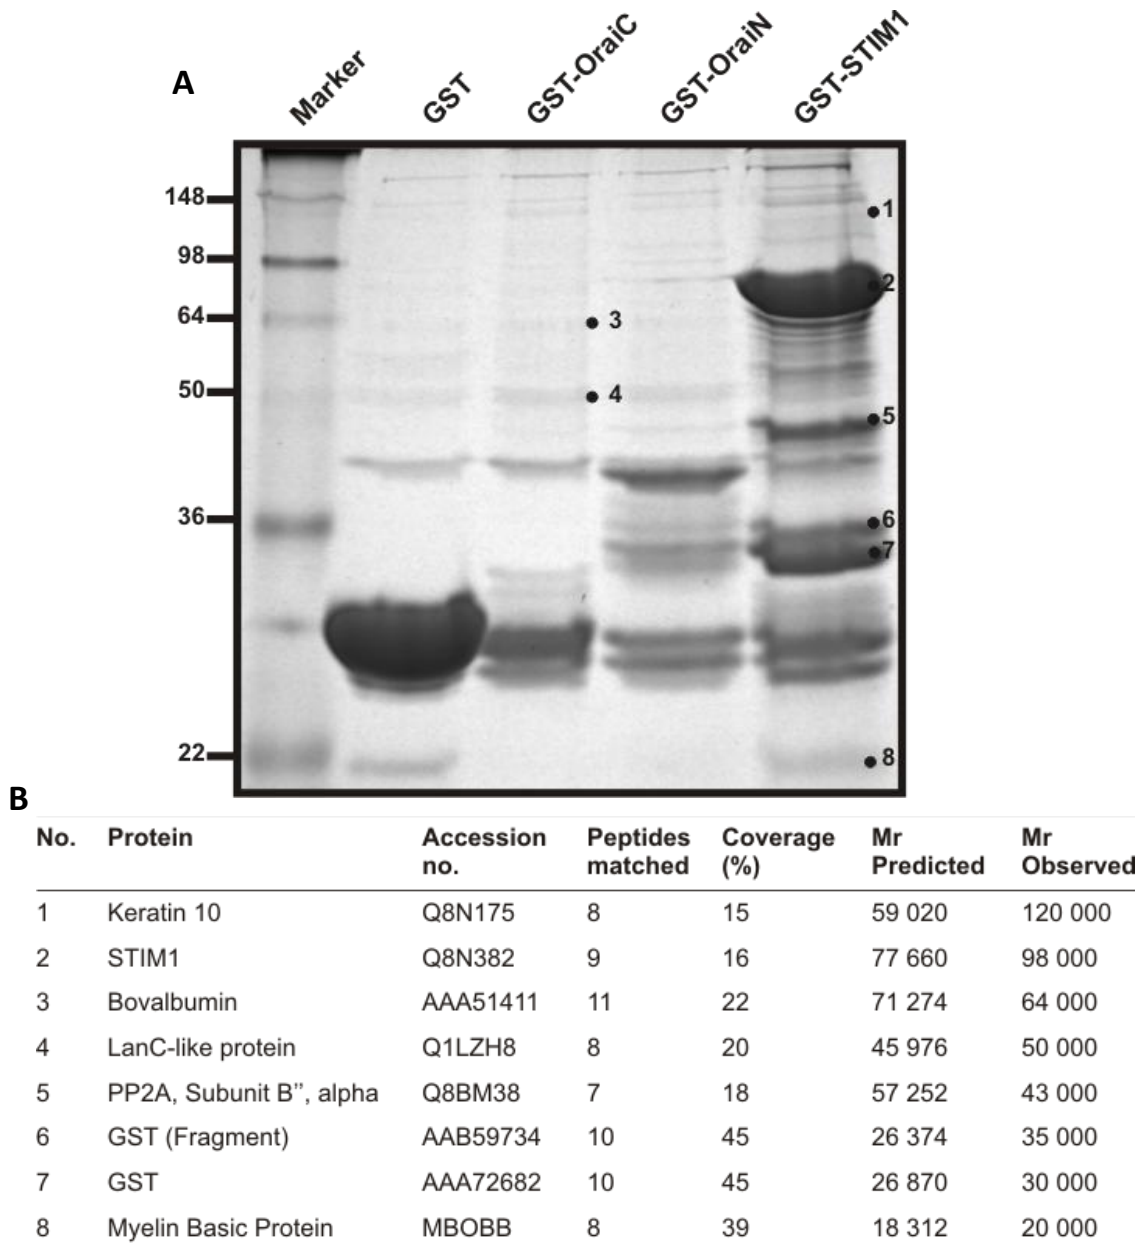 A
Marker
GST
GST-OraiC
GST-OraiN
GST-STIM1
148
98
64
50
36
22
1
2
3
4
5
6
7
8
B
No. Protein Accession no. Peptides matched Coverage (%) Mr Predicted Mr Observed
1 Keratin 10 Q8N175 8 15 59 020 120 000
2 STIM1 Q8N382 9 16 77 660 98 000
3 Bovalbumin AAA51411 11 22 71 274 64 000
4 LanC-like protein Q1LZH8 8 20 45 976 50 000
5 PP2A, Subunit B’’, alpha Q8BM38 7 18 57 252 43 000
6 GST (Fragment) AAB59734 10 45 26 374 35 000
7 GST AAA72682 10 45 26 870 30 000
8 Myelin Basic Protein MBOBB 8 39 18 312 20 000